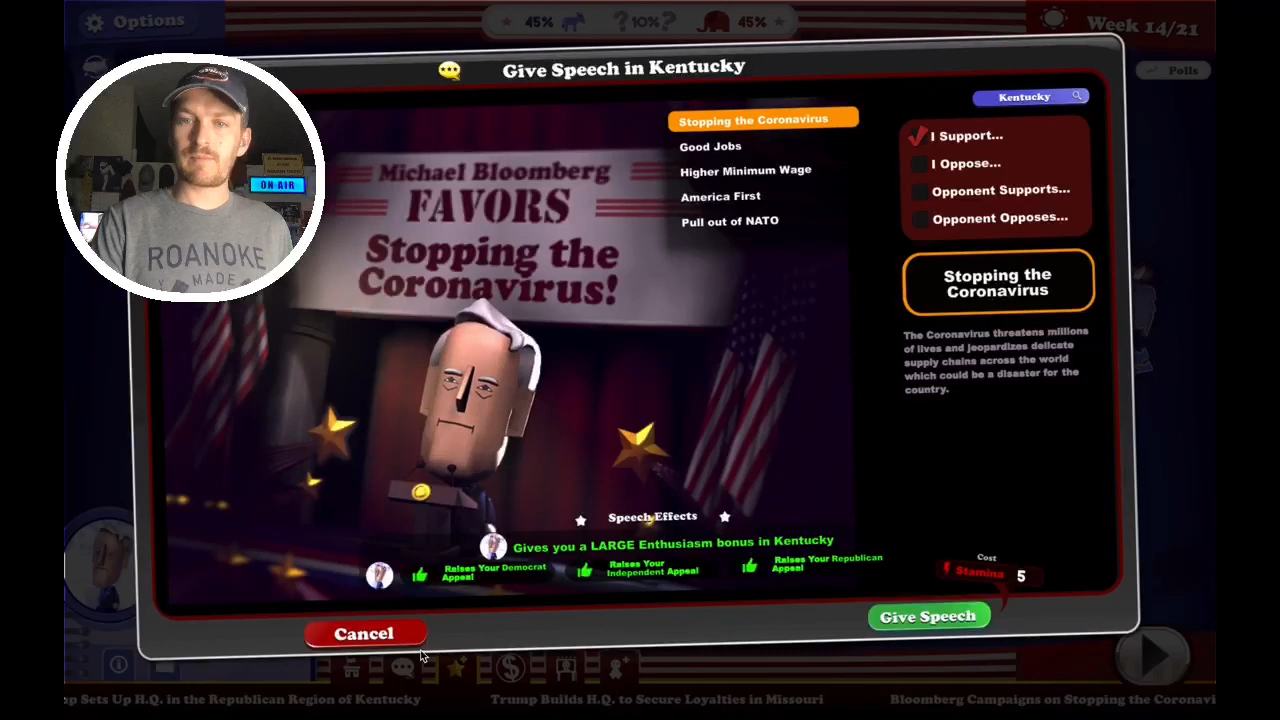 Options
45%
?10%?
45%
Week 14/21
Polls
Give Speech in Kentucky
Kentucky
Stopping the Coronavirus
Good Jobs
Higher Minimum Wage
America First
Pull out of NATO
I Support...
I Oppose...
Opponent Supports...
Opponent Opposes...
ON AIR
ROANOKE
MADE
Michael Bloomberg
FAVORS
Stopping the
Coronavirus!
Stopping the
Coronavirus
The Coronavirus threatens millions
of lives and jeopardizes delicate
supply chains across the world
which could be a disaster for the
country.
Speech Effects
Gives you a LARGE Enthusiasm bonus in Kentucky
Raises Your Democrat
Appeal
Raises Your
Independent Appeal
Raises Your Republican
Appeal
Cost
Stamina 5
Cancel
Give Speech
p Sets Up H.Q. in the Republican Region of Kentucky
Trump Builds H.Q. to Secure Loyalties in Missouri
Bloomberg Campaigns on Stopping the Coronavi